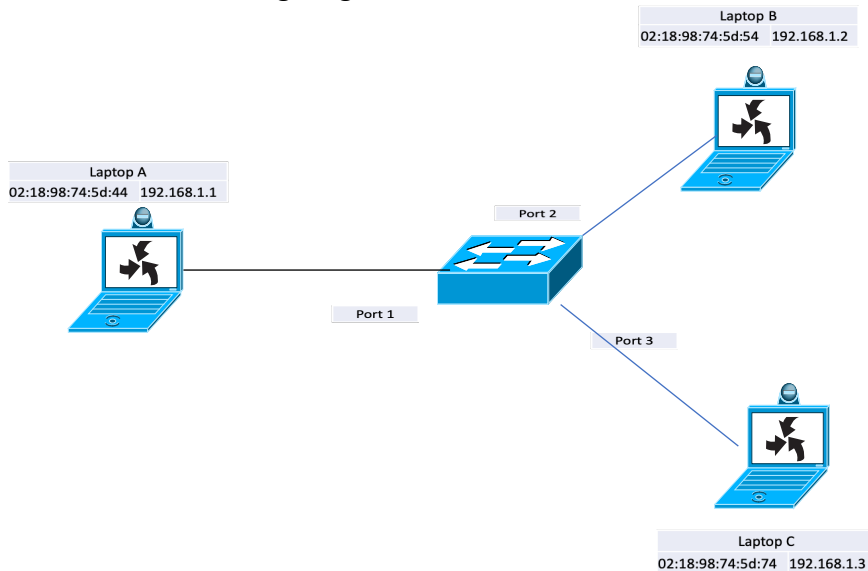 Laptop B
02:18:98:74:5d:54 192.168.1.2
Laptop A
02:18:98:74:5d:44 192.168.1.1
Port 2
Port 1
Port 3
Laptop C
02:18:98:74:5d:74 192.168.1.3